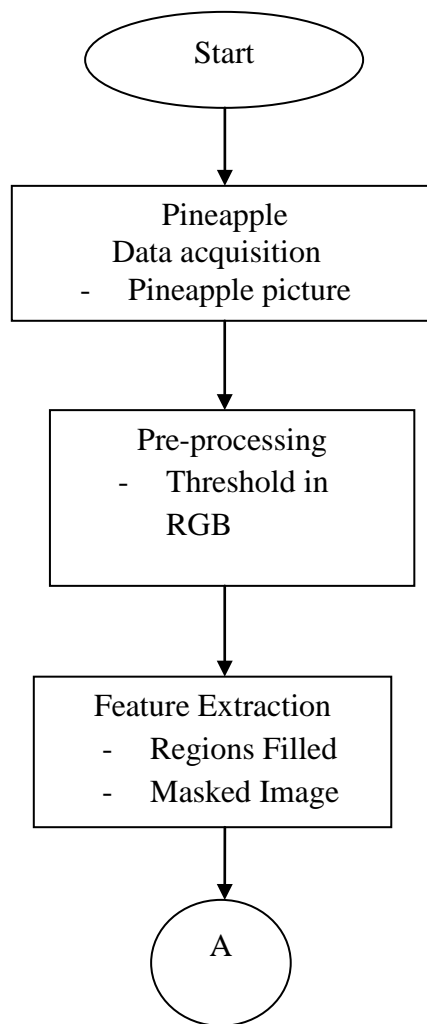 Start
Pineapple
Data acquisition
- Pineapple picture
Pre-processing
- Threshold in
RGB
Feature Extraction
- Regions Filled
- Masked Image
A